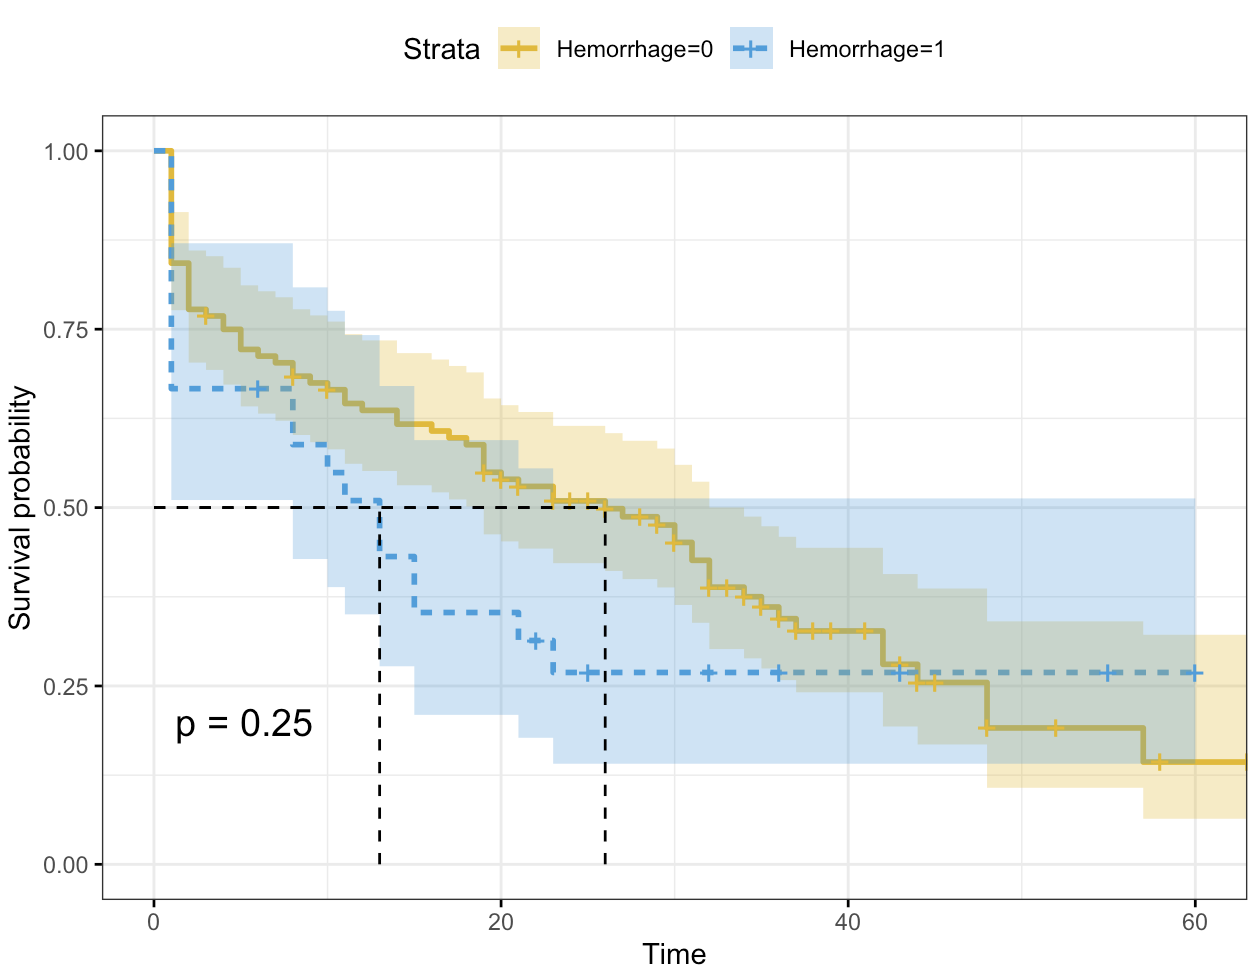 Strata Hemorrhage=0 Hemorrhage=1
1.00
0.75
0.50
0.25
0.00
Survival probability
p = 0.25
0 20 40 60
Time